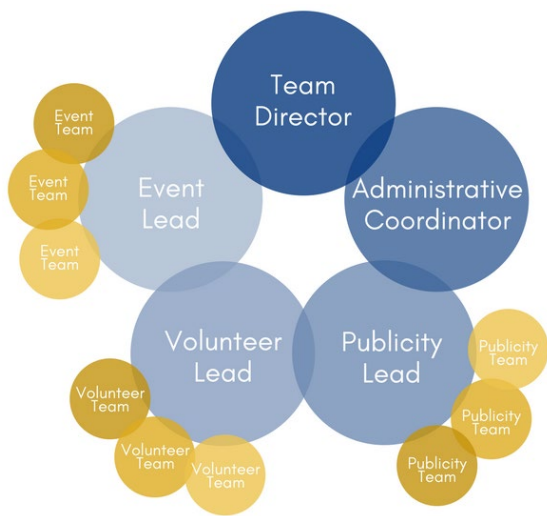 Team
Director
Event
Team
Event
Lead
Administrative
Coordinator
Event
Team
Event
Team
Volunteer
Lead
Publicity
Lead
Publicity
Team
Volunteer
Team
Publicity
Team
Volunteer
Team
Volunteer
Team
Publicity
Team